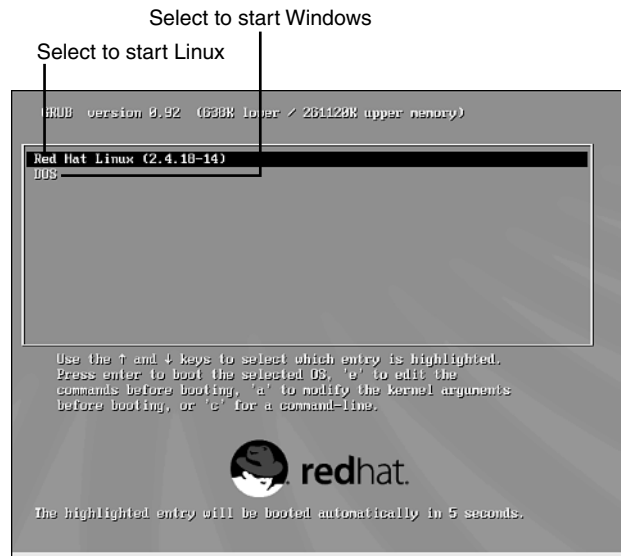 Select to start Windows
Select to start Linux
GRUB version 0.92 (638K lower / 261120K upper memory)
Red Hat Linux (2.4.18-14)
DOS
Use the ↑ and ↓ keys to select which entry is highlighted.
Press enter to boot the selected OS, 'e' to edit the
commands before booting, 'a' to modify the kernel arguments
before booting, or 'c' for a command-line.
redhat.
The highlighted entry will be booted automatically in 5 seconds.